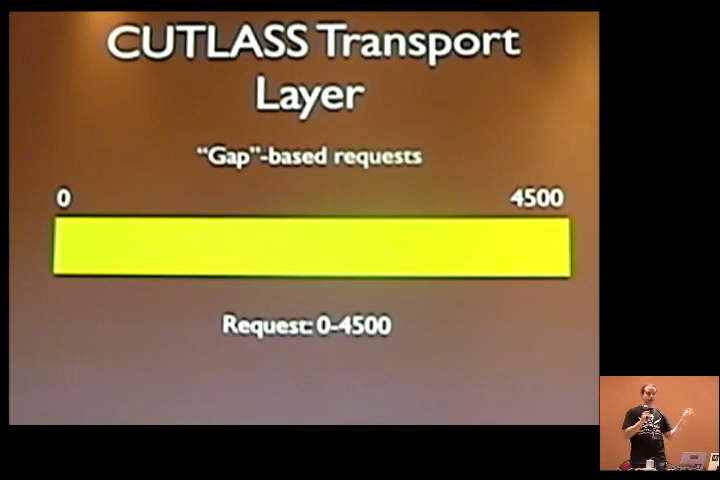 CUTLASS Transport
Layer
“Gap”-based requests
0 4500
Request: 0-4500